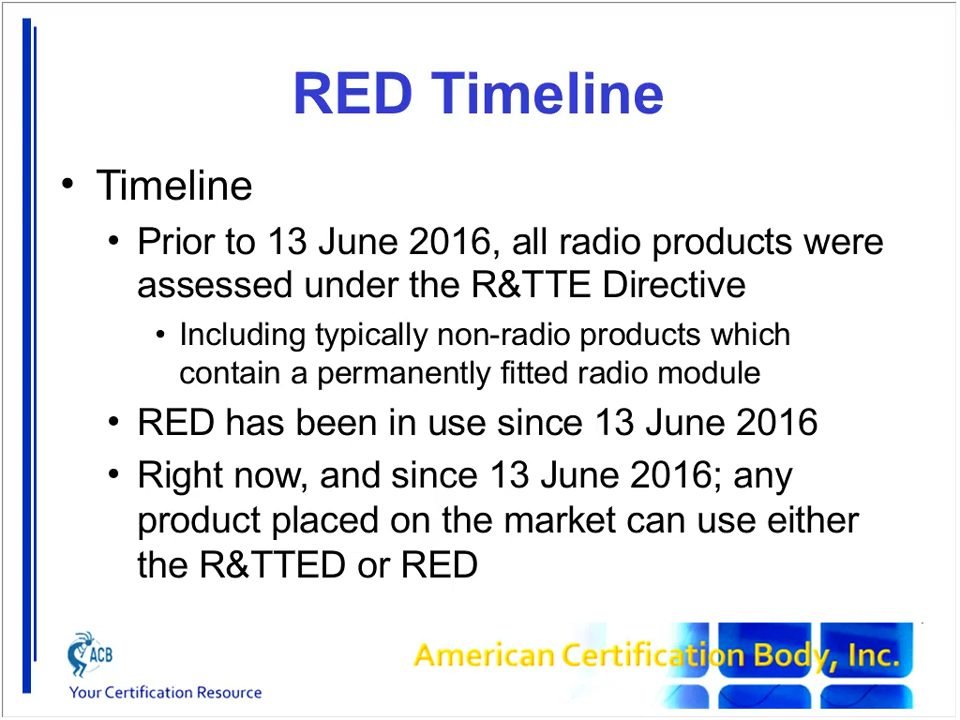 RED Timeline
• Timeline
• Prior to 13 June 2016, all radio products were
assessed under the R&TTE Directive
• Including typically non-radio products which
contain a permanently fitted radio module
• RED has been in use since 13 June 2016
• Right now, and since 13 June 2016; any
product placed on the market can use either
the R&TTED or RED
ACB
Your Certification Resource
American Certification Body, Inc.